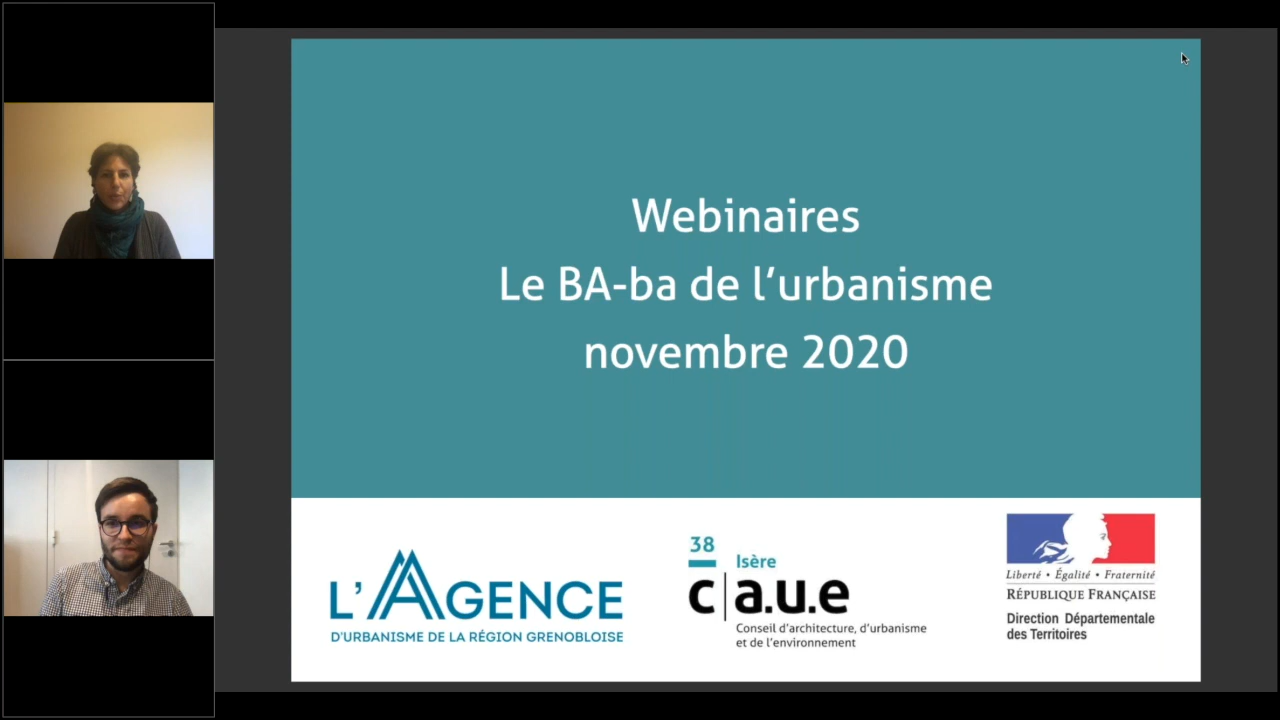 Webinaires
Le BA-ba de l'urbanisme
novembre 2020
L'AGENCE
D'URBANISME DE LA RÉGION GRENOBLOISE
38
Isère
c|a.u.e
Conseil d'architecture, d'urbanisme
et de l'environnement
Liberté • Égalité • Fraternité
RÉPUBLIQUE FRANÇAISE
Direction Départementale
des Territoires